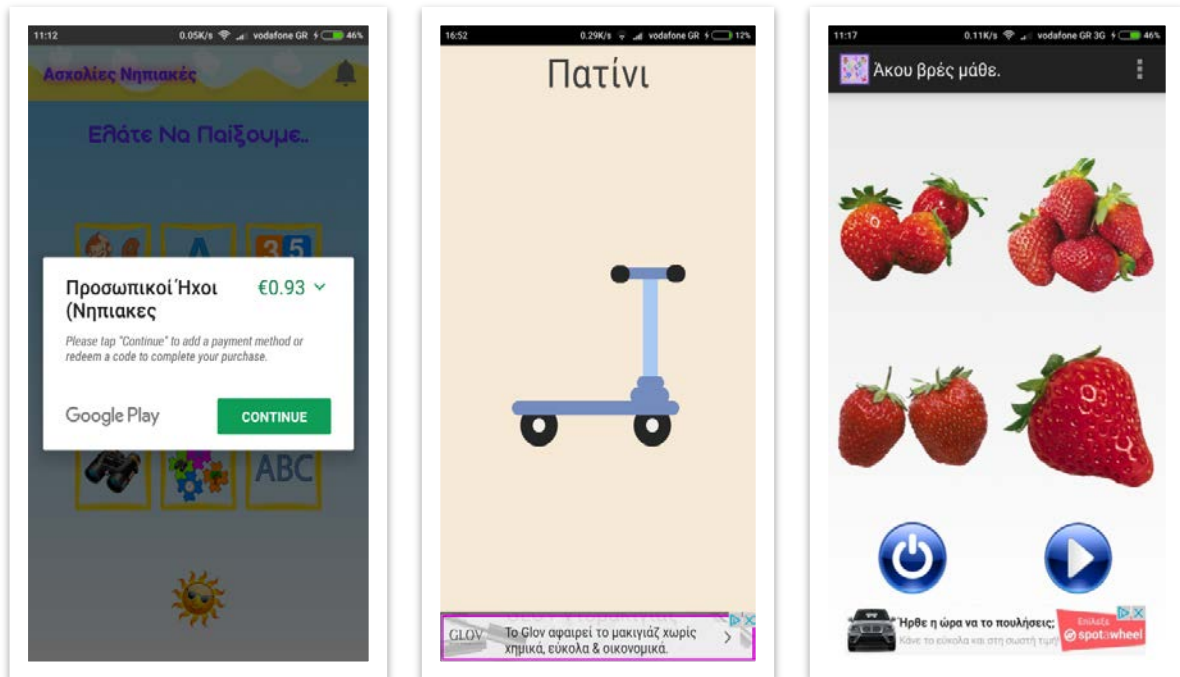 11:12 0.05K/s vodafone GR 46%
Ασχολίες Νηπιακές
Ελάτε Να Παίξουμε..
A 35
Προσωπικοί Ήχοι €0.93
(Νηπιακες
Please tap "Continue" to add a payment method or
redeem a code to complete your purchase.
Google Play CONTINUE
ABC
16:52 0.29K/s vodafone GR 12%
Πατίνι
GLOV Το Glov αφαιρεί το μακιγιάζ χωρίς
χημικά, εύκολα & οικονομικά.
11:17 0.11K/s vodafone GR 3G 46%
Άκου βρές μάθε.
Ήρθε η ώρα να το πουλήσεις;
Κάνε το εύκολα και στη σωστή τιμή!
Επίλεξε
spotawheel